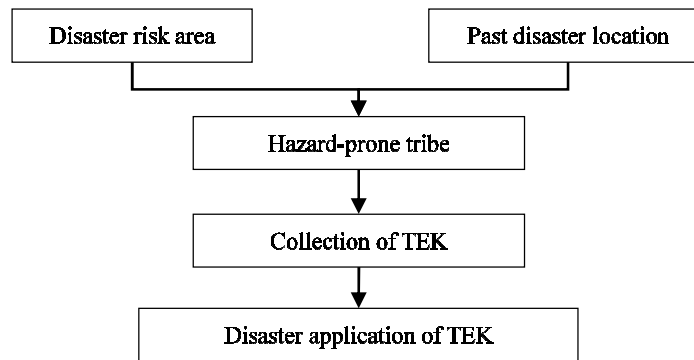 Disaster risk area
Past disaster location
Hazard-prone tribe
Collection of TEK
Disaster application of TEK